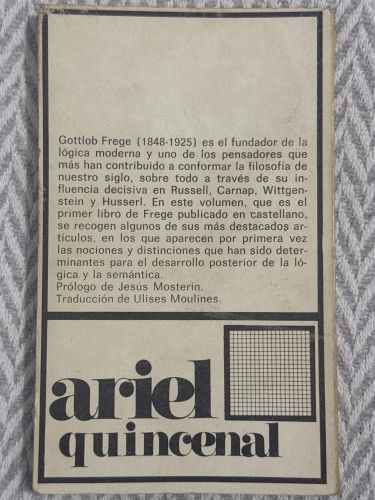 Gottlob Frege (1848-1925) es el fundador de la
lógica moderna y uno de los pensadores que
más han contribuido a conformar la filosofía de
nuestro siglo, sobre todo a través de su in-
fluencia decisiva en Russell, Carnap, Wittgen-
stein y Husserl. En este volumen, que es el
primer libro de Frege publicado en castellano,
se recogen algunos de sus más destacados ar-
tículos, en los que aparecen por primera vez
las nociones y distinciones que han sido deter-
minantes para el desarrollo posterior de la ló-
gica y la semántica.
Prólogo de Jesús Mosterín.
Traducción de Ulises Moulines.
ariel
quincenal